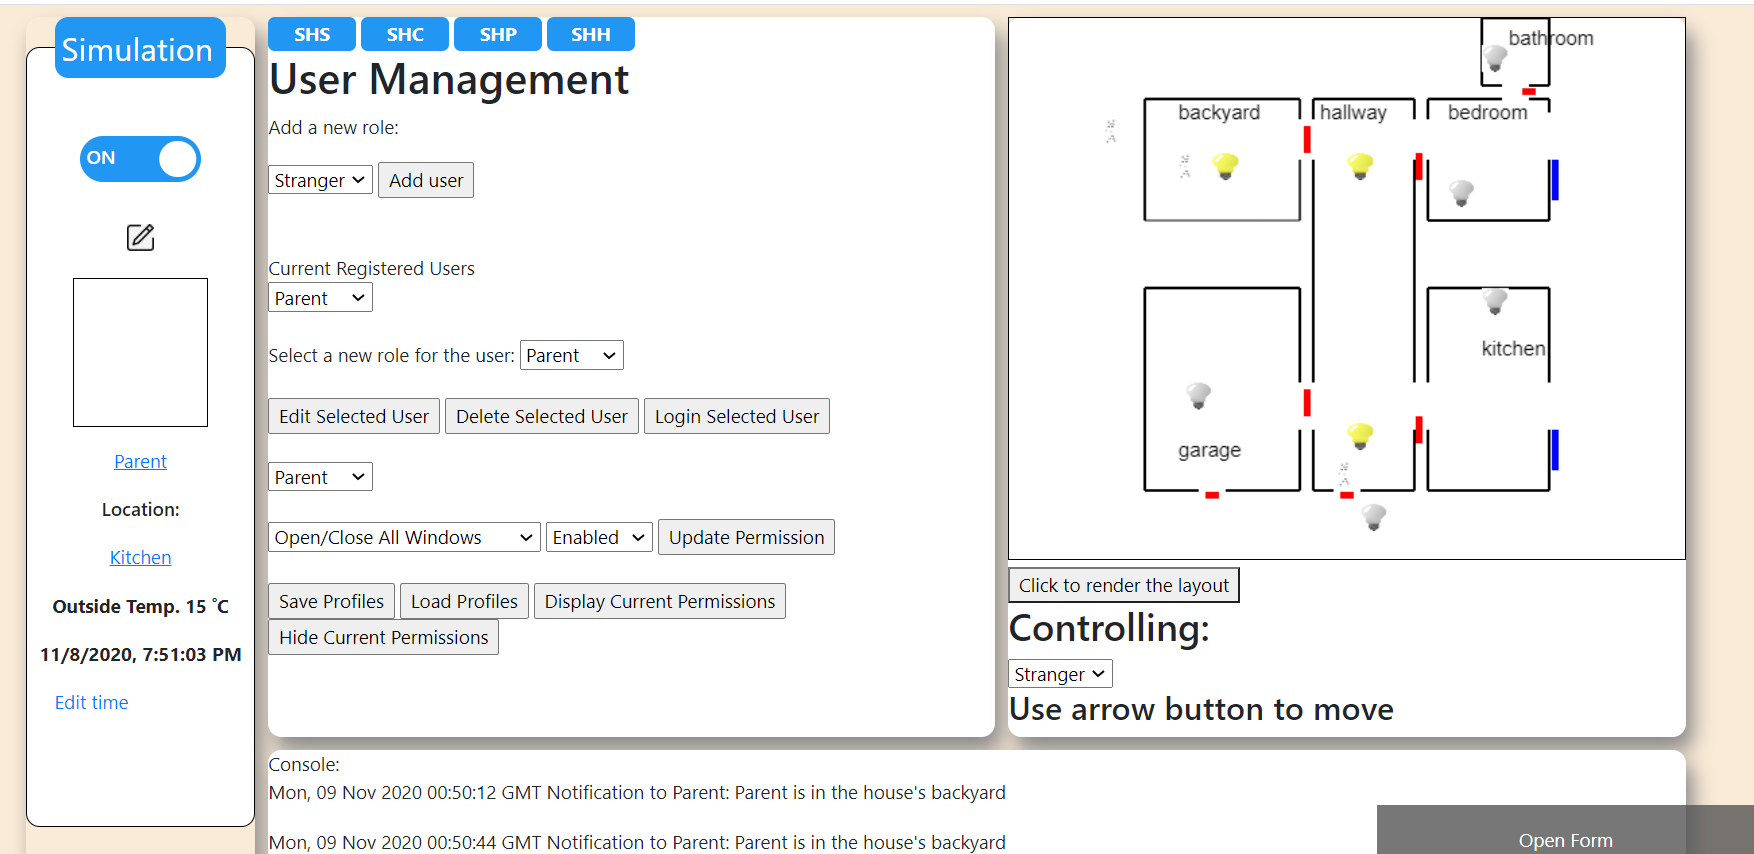 Simulation
ON
Parent
Location:
Kitchen
Outside Temp. 15 °C
11/8/2020, 7:51:03 PM
Edit time
SHS SHC SHP SHH
User Management
Add a new role:
Stranger Add user
Current Registered Users
Parent
Select a new role for the user: Parent
Edit Selected User Delete Selected User Login Selected User
Parent
Open/Close All Windows Enabled Update Permission
Save Profiles Load Profiles Display Current Permissions
Hide Current Permissions
bathroom
backyard hallway bedroom
kitchen
garage
Click to render the layout
Controlling:
Stranger
Use arrow button to move
Console:
Mon, 09 Nov 2020 00:50:12 GMT Notification to Parent: Parent is in the house's backyard
Mon, 09 Nov 2020 00:50:44 GMT Notification to Parent: Parent is in the house's backyard
Open Form